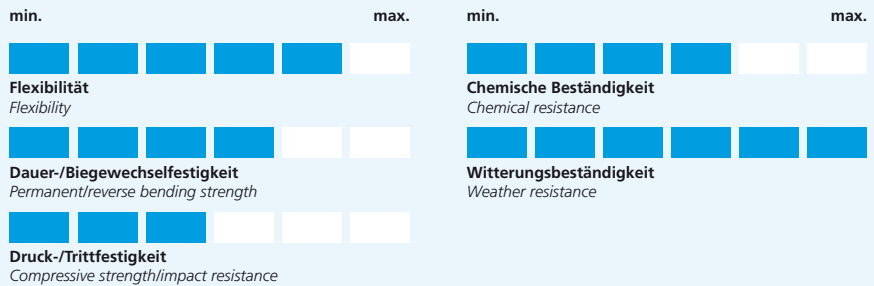 min. max.
Flexibilität
Flexibility
Dauer-/Biegewechselfestigkeit
Permanent/reverse bending strength
Druck-/Trittfestigkeit
Compressive strength/impact resistance
min. max.
Chemische Beständigkeit
Chemical resistance
Witterungsbeständigkeit
Weather resistance